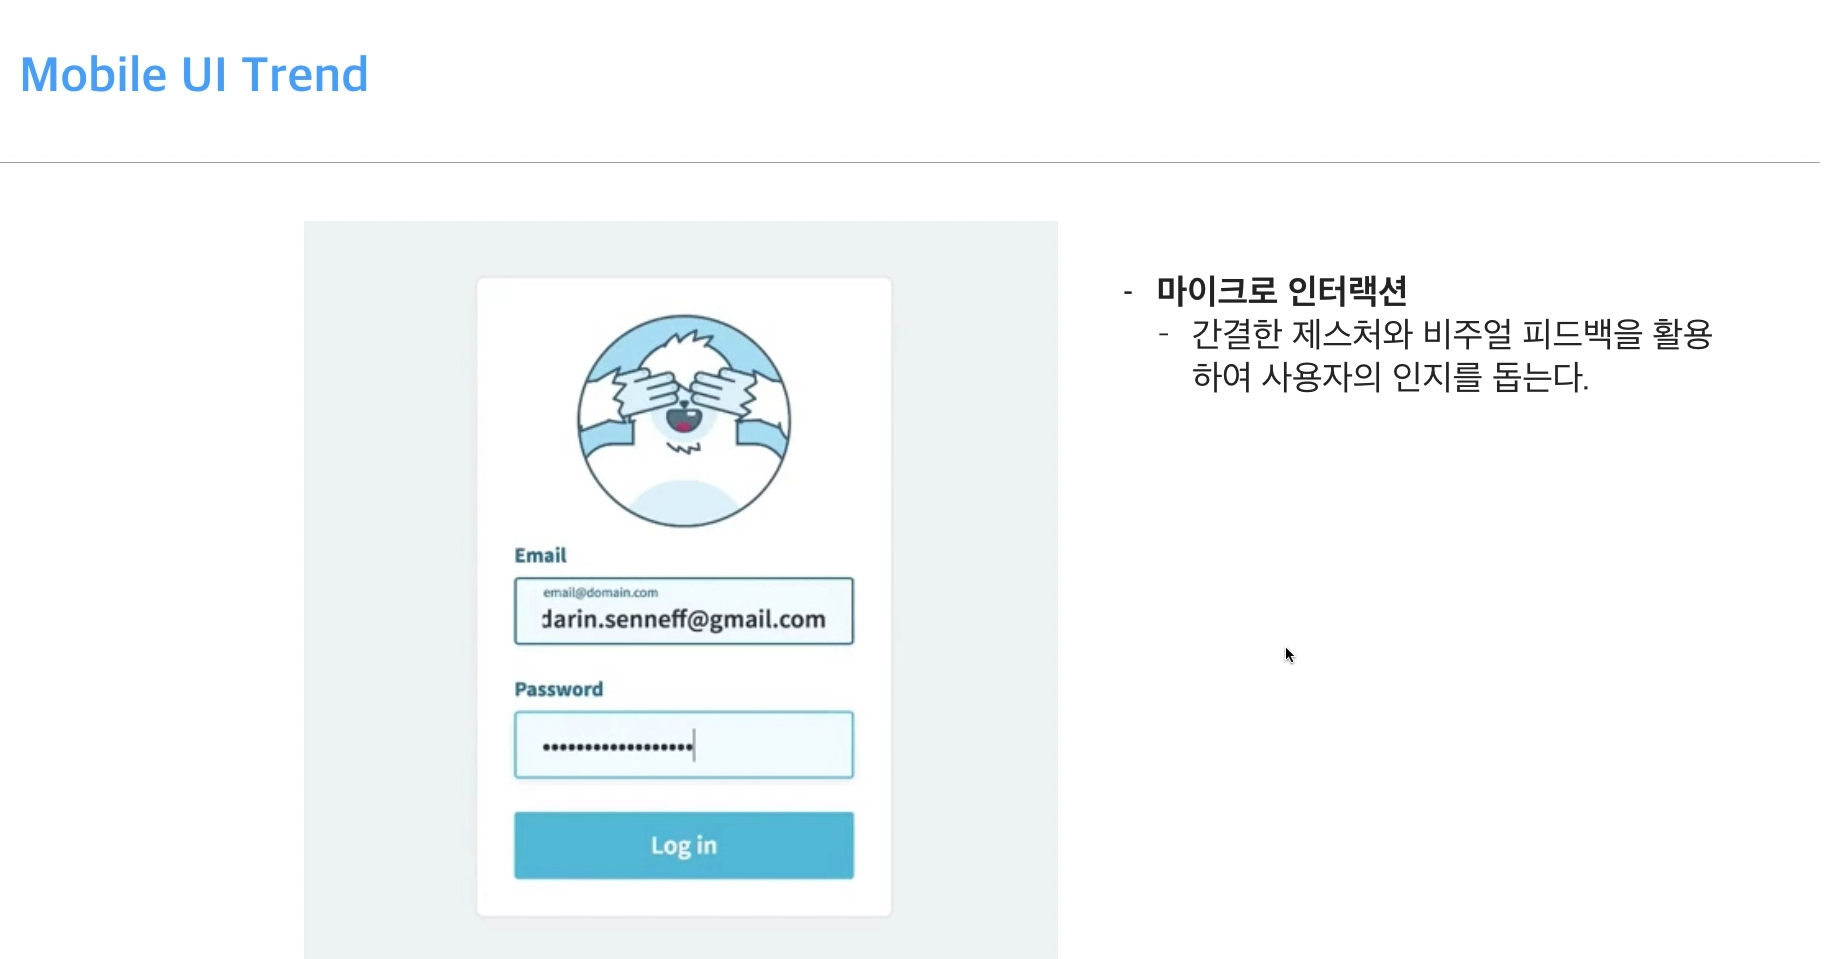 Mobile UI Trend
- 마이크로 인터랙션
- 간결한 제스처와 비주얼 피드백을 활용
하여 사용자의 인지를 돕는다.
Email
email@domain.com
darin.senneff@gmail.com
Password
••••••••••••••••••
Log in